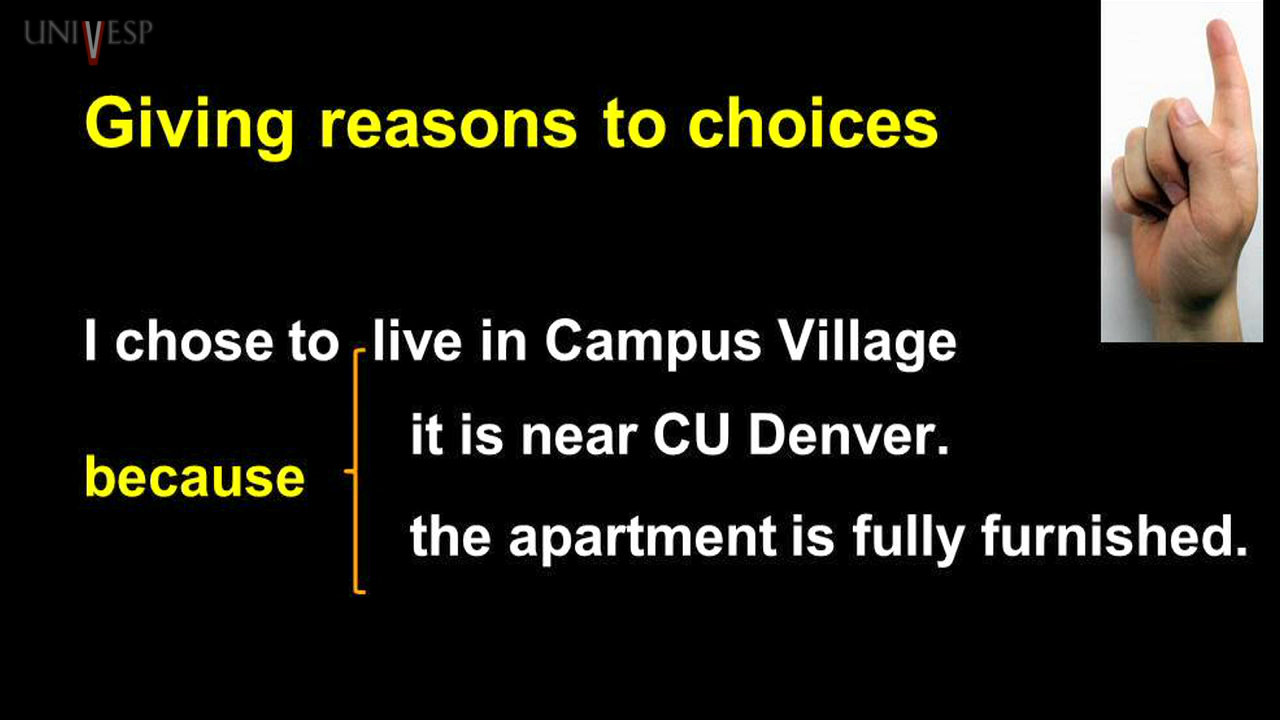 UNIVESP
Giving reasons to choices
I chose to live in Campus Village
it is near CU Denver.
because
the apartment is fully furnished.